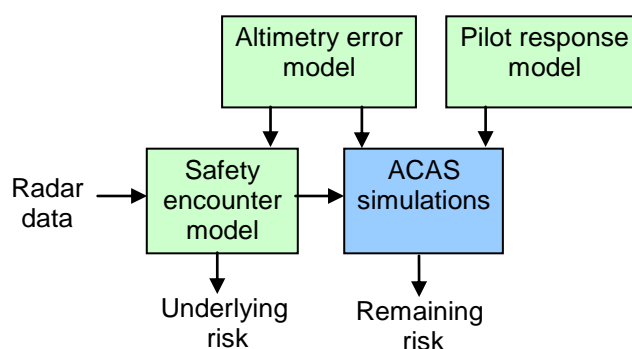 Altimetry error
model
Pilot response
model
Radar
data
Safety
encounter
model
ACAS
simulations
Underlying
risk
Remaining
risk